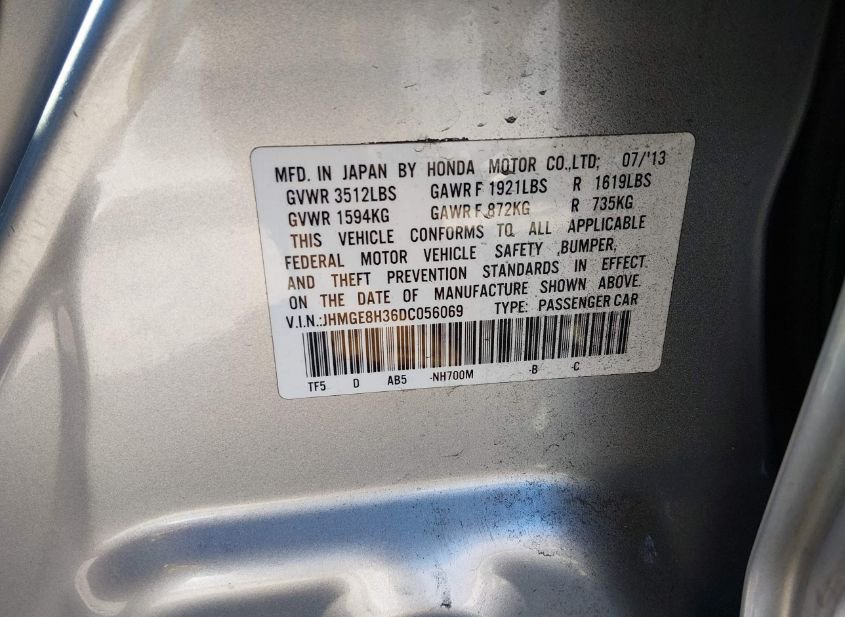 MFD. IN JAPAN BY HONDA MOTOR CO.,LTD; 07/'13
GVWR 3512LBS GAWR F 1921LBS R 1619LBS
GVWR 1594KG GAWR F 872KG R 735KG
THIS VEHICLE CONFORMS TO ALL APPLICABLE
FEDERAL MOTOR VEHICLE SAFETY ,BUMPER,
AND THEFT PREVENTION STANDARDS IN EFFECT
ON THE DATE OF MANUFACTURE SHOWN ABOVE.
V.I.N.:JHMGE8H36DC056069 TYPE: PASSENGER CAR
TF5 D AB5 -NH700M -B -C